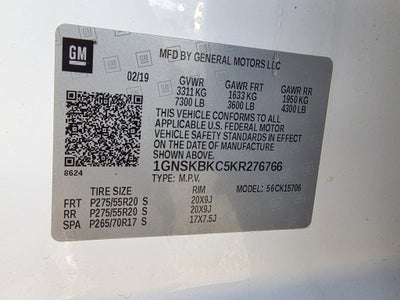 GM
MFD BY GENERAL MOTORS LLC
02/19 GVWR GAWR FRT GAWR RR
3311 KG 1633 KG 1950 KG
7300 LB 3600 LB 4300 LB
THIS VEHICLE CONFORMS TO ALL
APPLICABLE U.S. FEDERAL MOTOR
VEHICLE SAFETY STANDARDS IN EFFECT
ON THE DATE OF MANUFACTURE
SHOWN ABOVE.
8624 1GNSKBKC5KR276766
TYPE: M.P.V. MODEL: 56CK15706
TIRE SIZE RIM
FRT P275/55R20 S 20X9J
RR P275/55R20 S 20X9J
SPA P265/70R17 S 17X7.5J